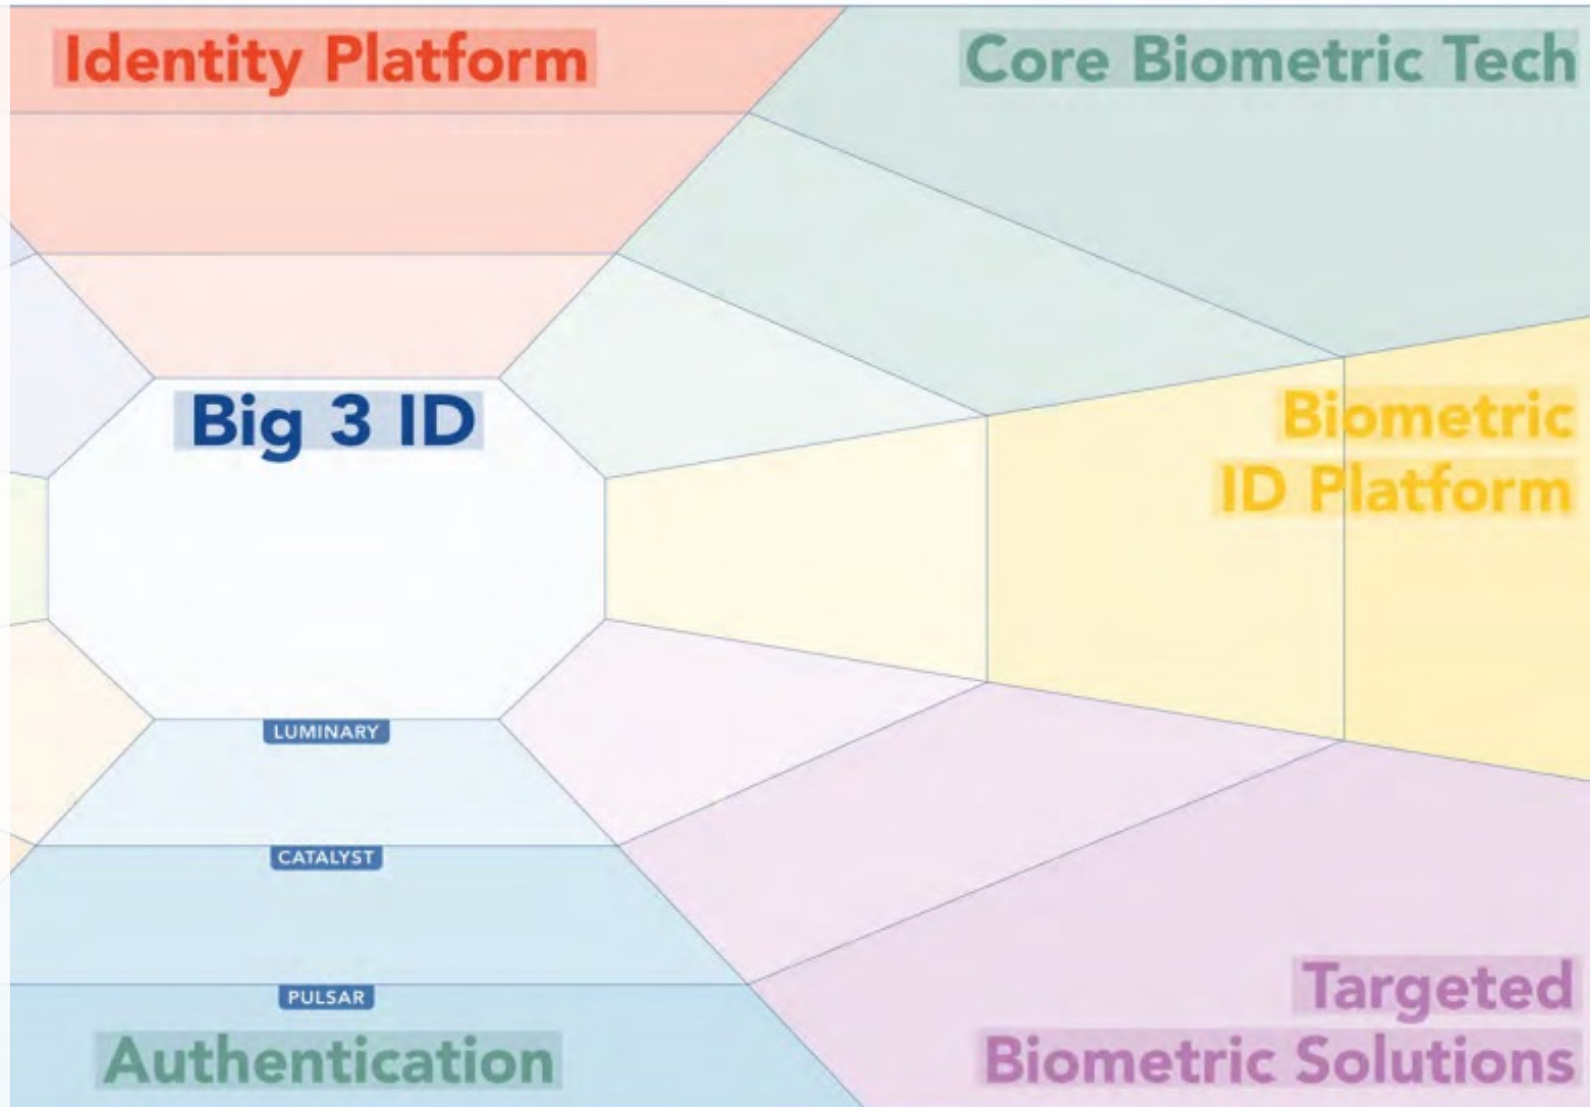 Identity Platform
Core Biometric Tech
Big 3 ID
Biometric
ID Platform
LUMINARY
CATALYST
PULSAR
Authentication
Targeted
Biometric Solutions